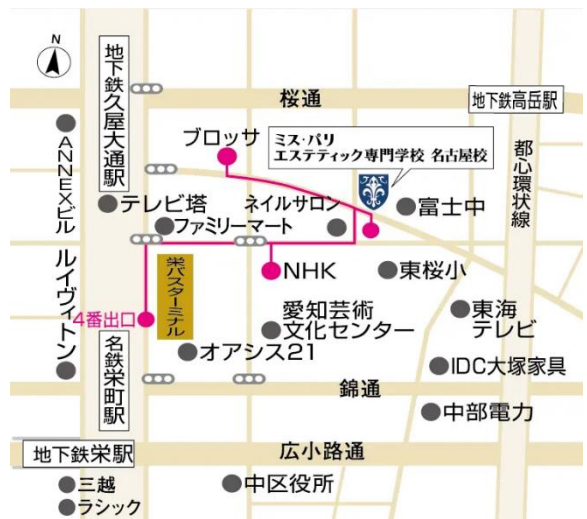 N
地下鉄久屋大通駅
桜通
地下鉄高岳駅
ブロッサ
ミス・パリ
エステティック専門学校 名古屋校
都心環状線
ANNEXビル
テレビ塔
ネイルサロン
富士中
ファミリーマート
ルイヴィトン
栄バスターミナル
NHK
東桜小
4番出口
愛知芸術
文化センター
東海
テレビ
名鉄栄町駅
オアシス21
IDC大塚家具
錦通
中部電力
地下鉄栄駅
広小路通
三越
中区役所
ラシック